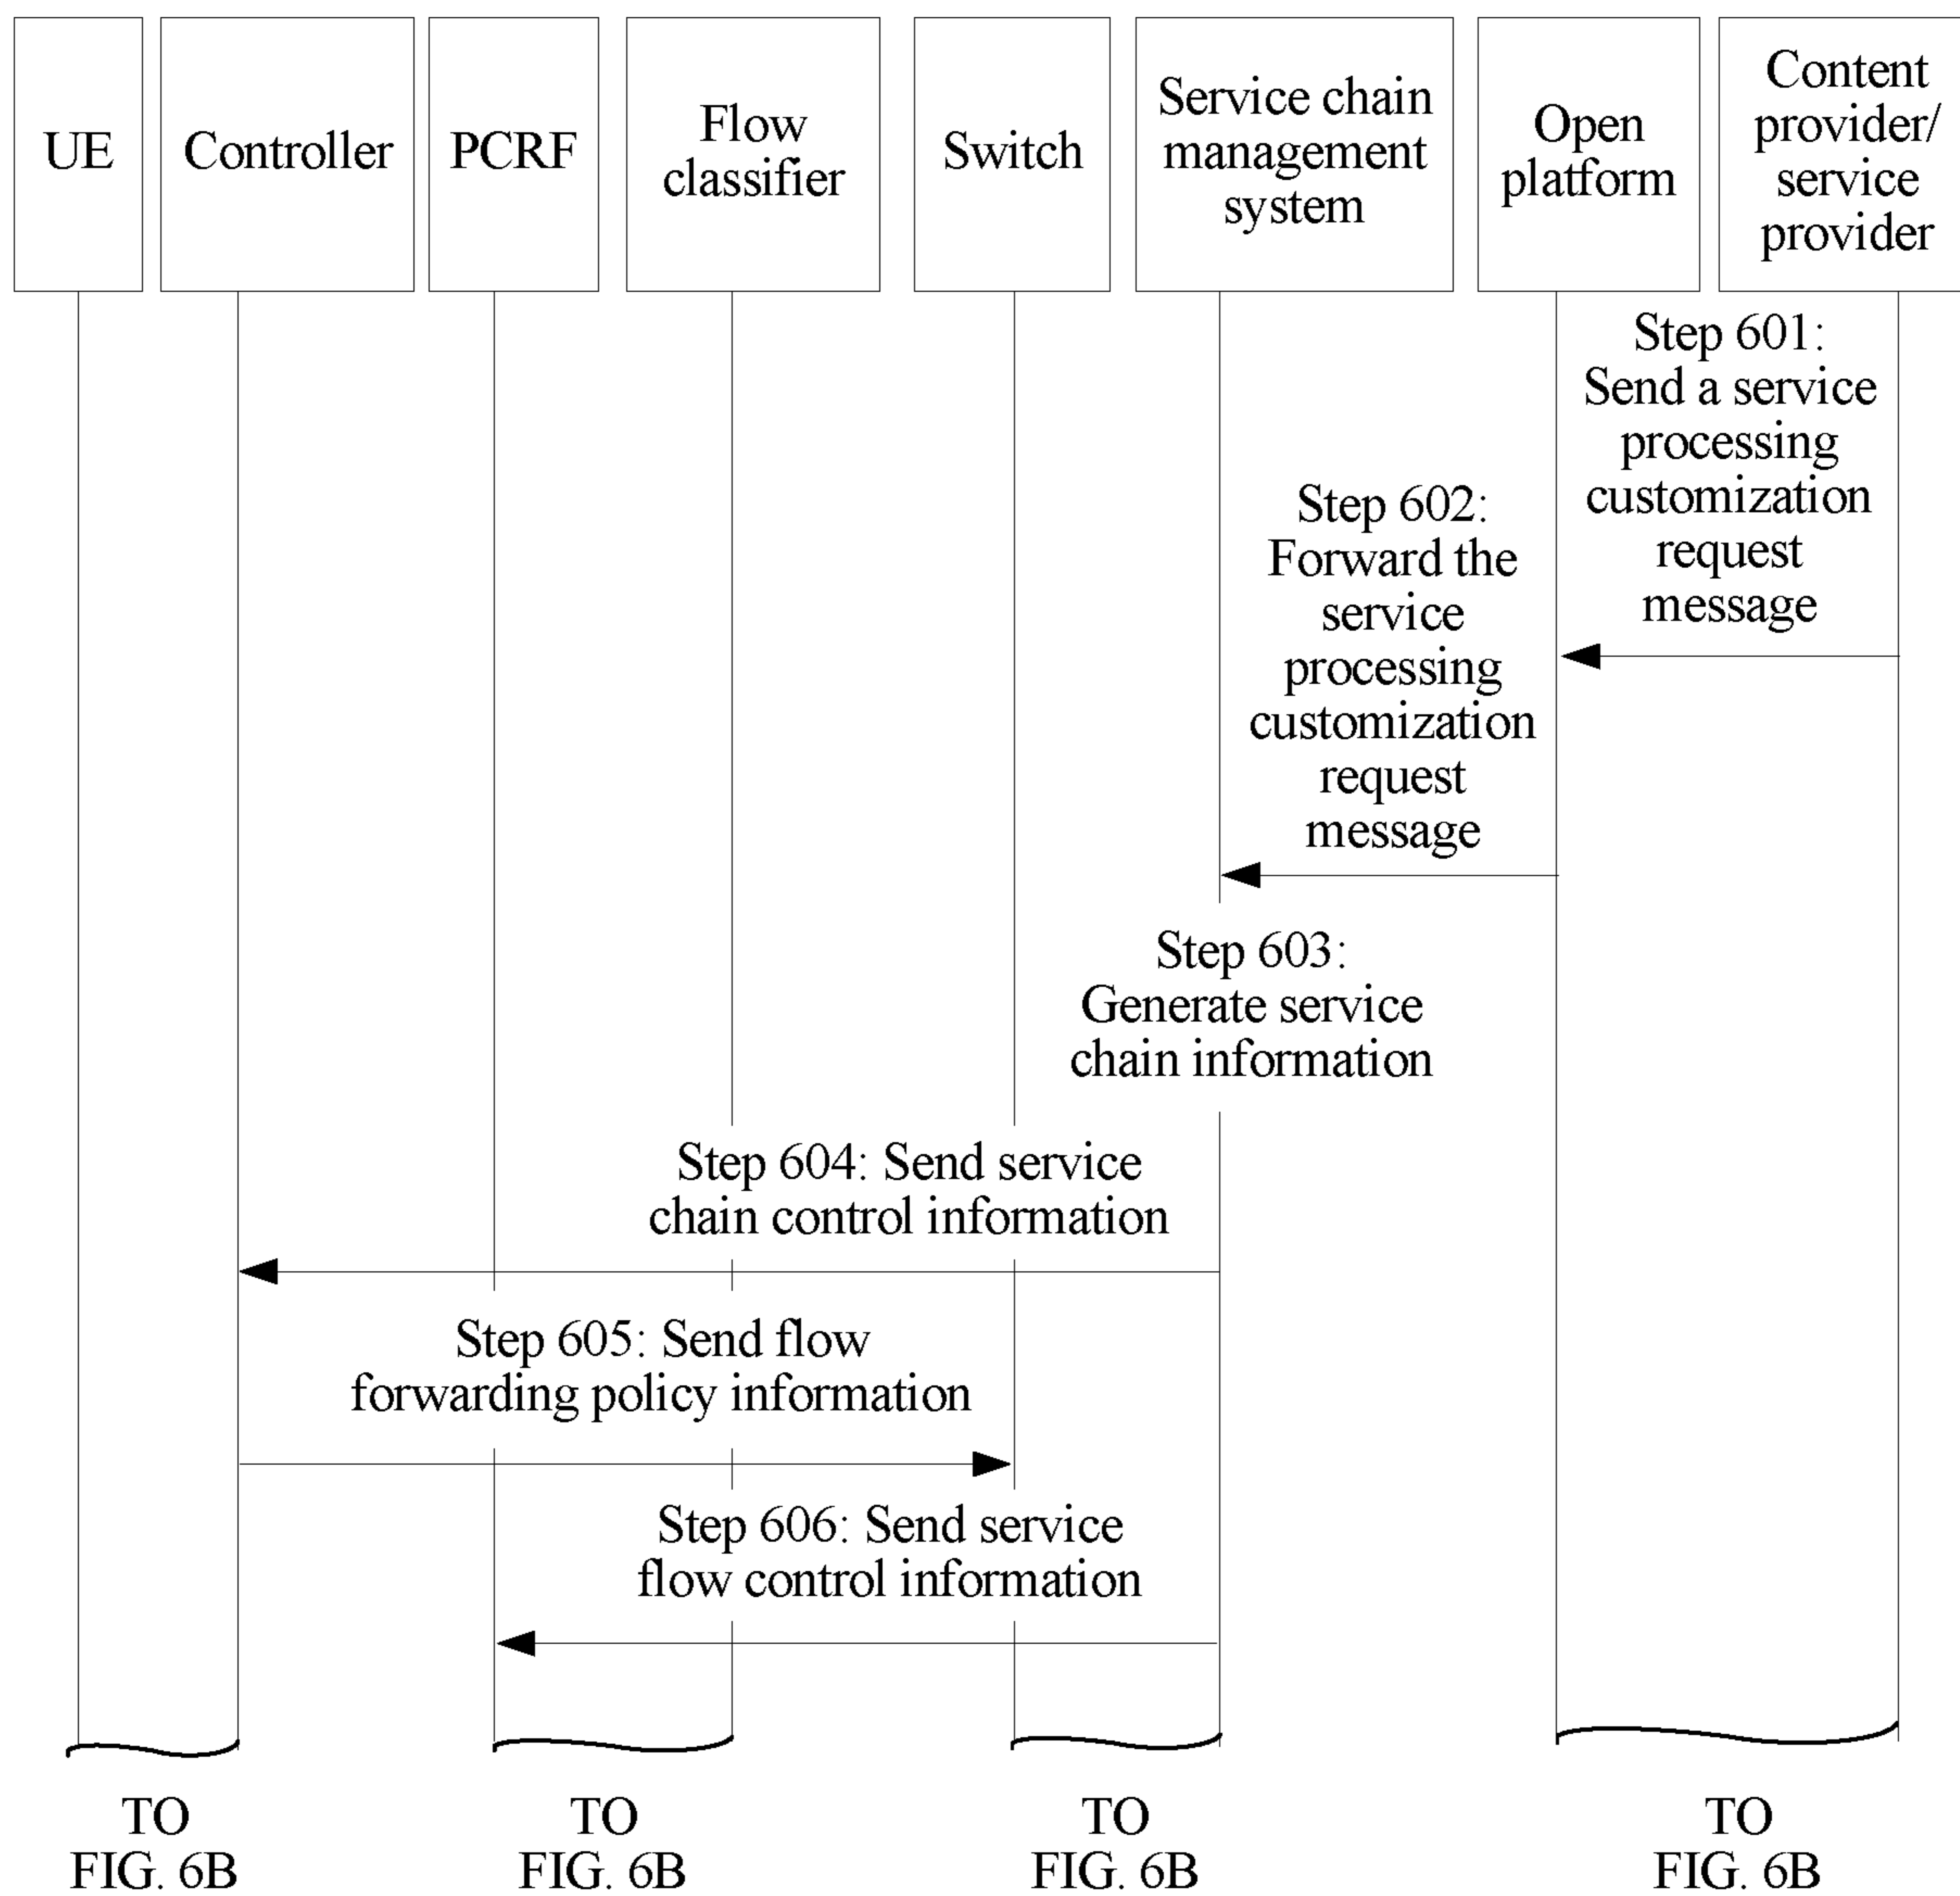 UE
Controller
PCRF
Flow
classifier
Switch
Service chain
management
system
Open
platform
Content
provider/
service
provider
Step 601:
Send a service
processing
customization
request
message
Step 602:
Forward the
service
processing
customization
request
message
Step 603:
Generate service
chain information
Step 604: Send service
chain control information
Step 605: Send flow
forwarding policy information
Step 606: Send service
flow control information
TO
FIG. 6B
TO
FIG. 6B
TO
FIG. 6B
TO
FIG. 6B